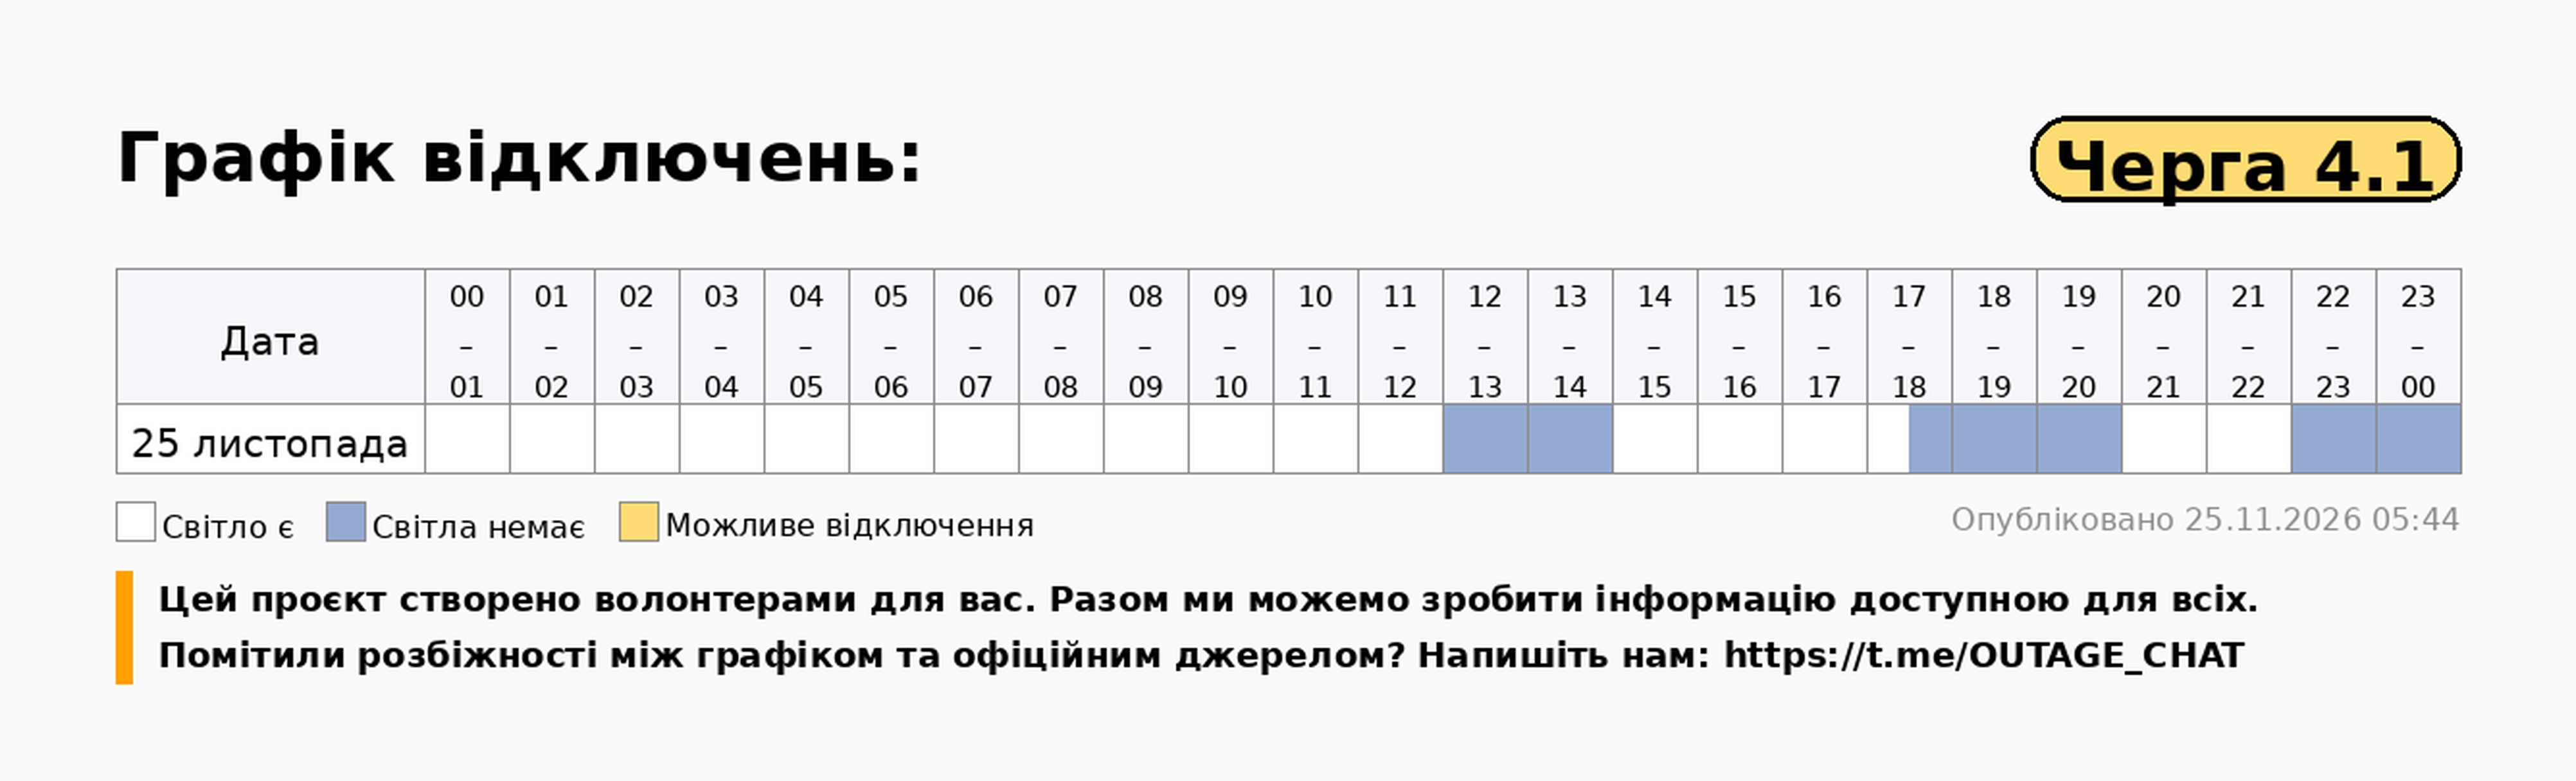 Графік відключень:
Черга 4.1
Дата
00 – 01
01 – 02
02 – 03
03 – 04
04 – 05
05 – 06
06 – 07
07 – 08
08 – 09
09 – 10
10 – 11
11 – 12
12 – 13
13 – 14
14 – 15
15 – 16
16 – 17
17 – 18
18 – 19
19 – 20
20 – 21
21 – 22
22 – 23
23 – 00
25 листопада
Світло є
Світла немає
Можливе відключення
Опубліковано 25.11.2026 05:44
Цей проєкт створено волонтерами для вас. Разом ми можемо зробити інформацію доступною для всіх.
Помітили розбіжності між графіком та офіційним джерелом? Напишіть нам: https://t.me/OUTAGE_CHAT